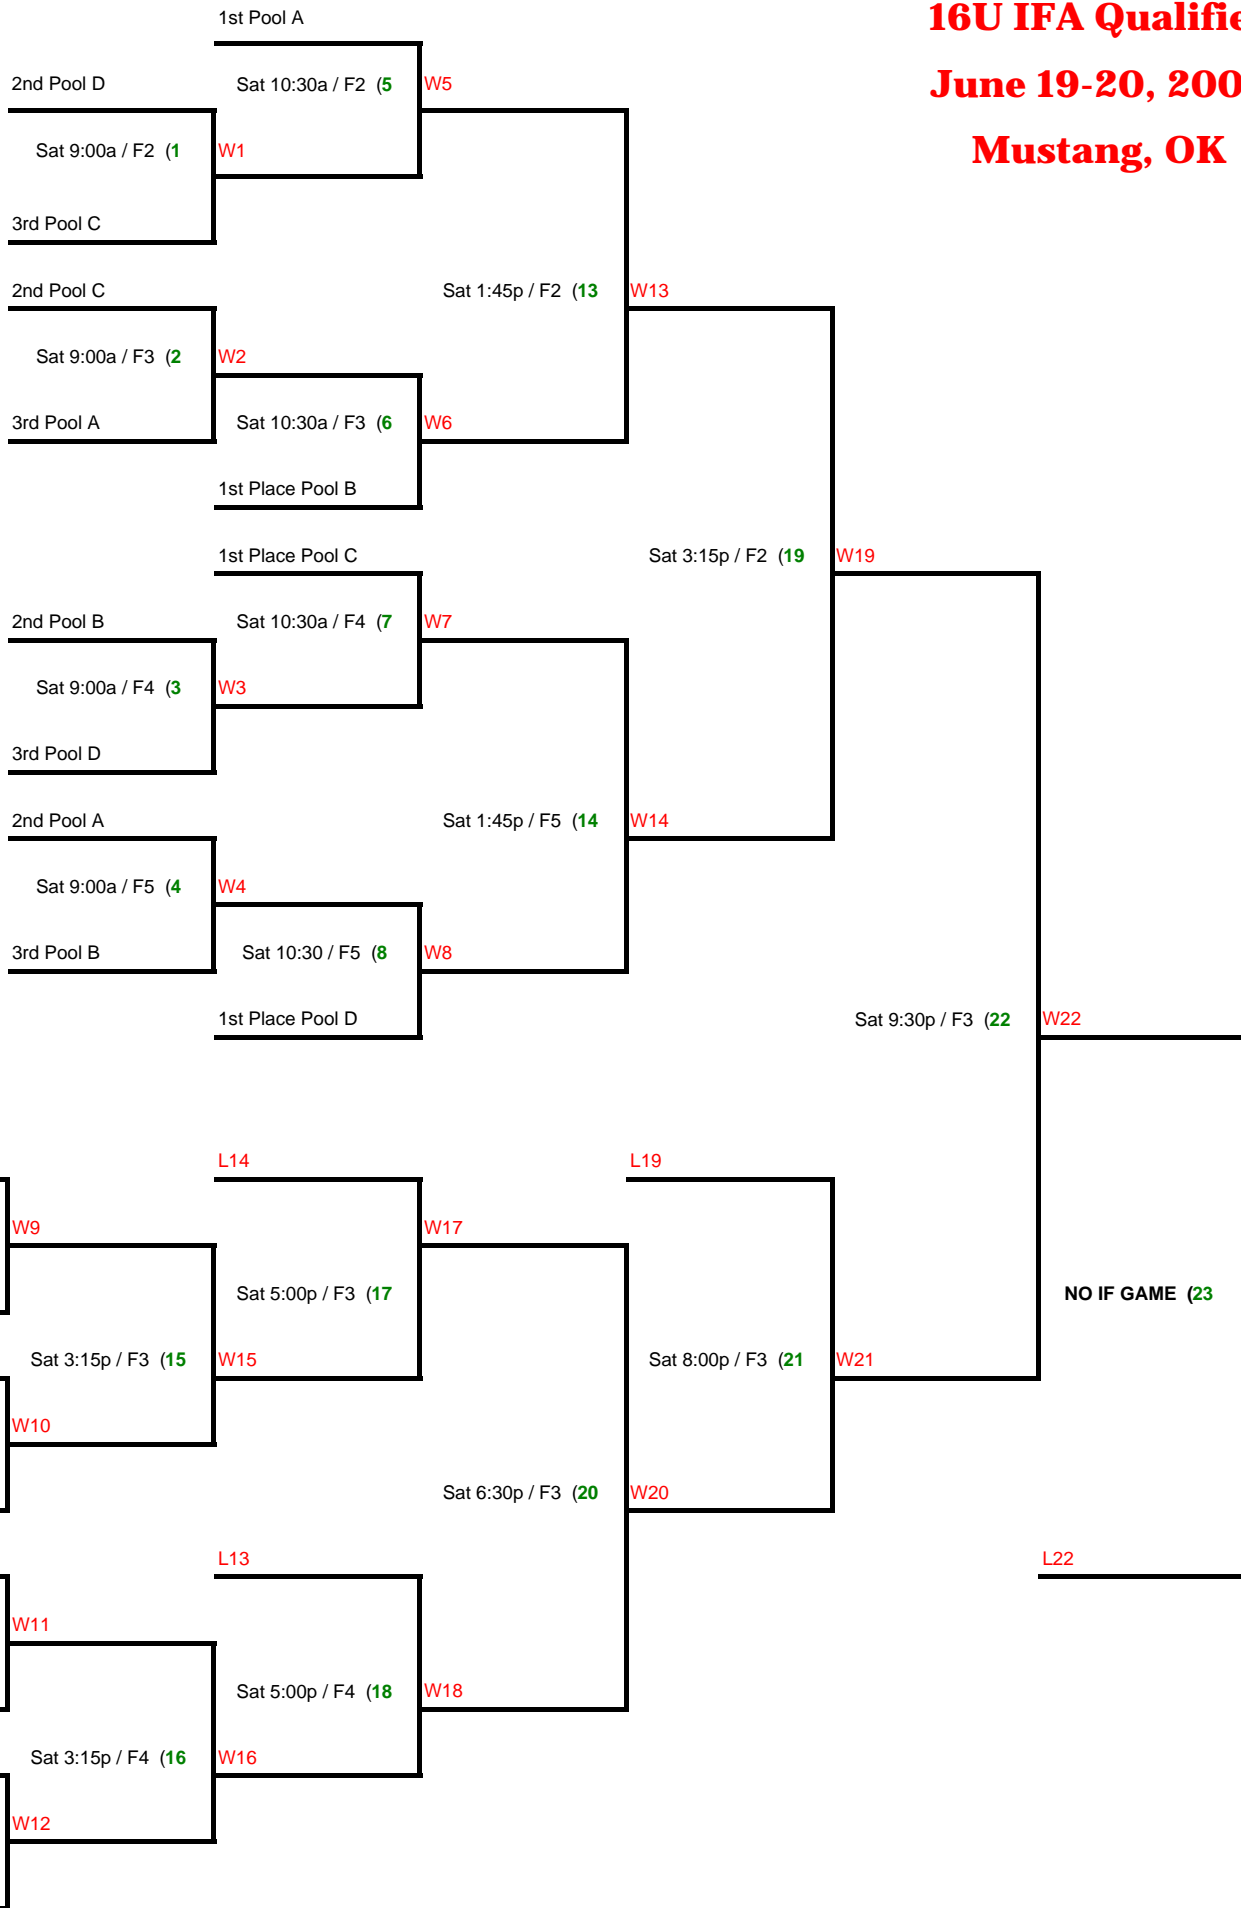 1st Pool A
16U IFA Qualifie
2nd Pool D
Sat 10:30a / F2 (5
W5
June 19-20, 200
Sat 9:00a / F2 (1
W1
Mustang, OK
3rd Pool C
2nd Pool C
Sat 1:45p / F2 (13
W13
Sat 9:00a / F3 (2
W2
3rd Pool A
Sat 10:30a / F3 (6
W6
1st Place Pool B
1st Place Pool C
Sat 3:15p / F2 (19
W19
2nd Pool B
Sat 10:30a / F4 (7
W7
Sat 9:00a / F4 (3
W3
3rd Pool D
2nd Pool A
Sat 1:45p / F5 (14
W14
Sat 9:00a / F5 (4
W4
3rd Pool B
Sat 10:30 / F5 (8
W8
1st Place Pool D
Sat 9:30p / F3 (22
W22
L14
L19
W9
W17
Sat 5:00p / F3 (17
NO IF GAME (23
Sat 3:15p / F3 (15
W15
Sat 8:00p / F3 (21
W21
W10
Sat 6:30p / F3 (20
W20
L13
L22
W11
Sat 5:00p / F4 (18
W18
Sat 3:15p / F4 (16
W16
W12